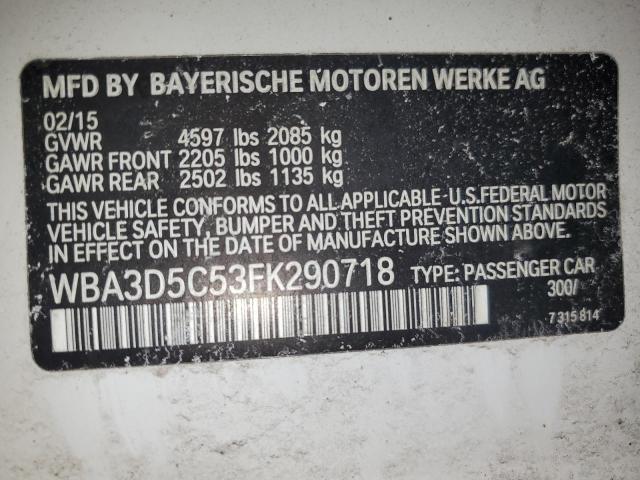 MFD BY BAYERISCHE MOTOREN WERKE AG
02/15
GVWR 4597 lbs 2085 kg
GAWR FRONT 2205 lbs 1000 kg
GAWR REAR 2502 lbs 1135 kg
THIS VEHICLE CONFORMS TO ALL APPLICABLE U.S.FEDERAL MOTOR
VEHICLE SAFETY, BUMPER AND THEFT PREVENTION STANDARDS
IN EFFECT ON THE DATE OF MANUFACTURE SHOWN ABOVE.
WBA3D5C53FK290718 TYPE: PASSENGER CAR
300/
7 315 814